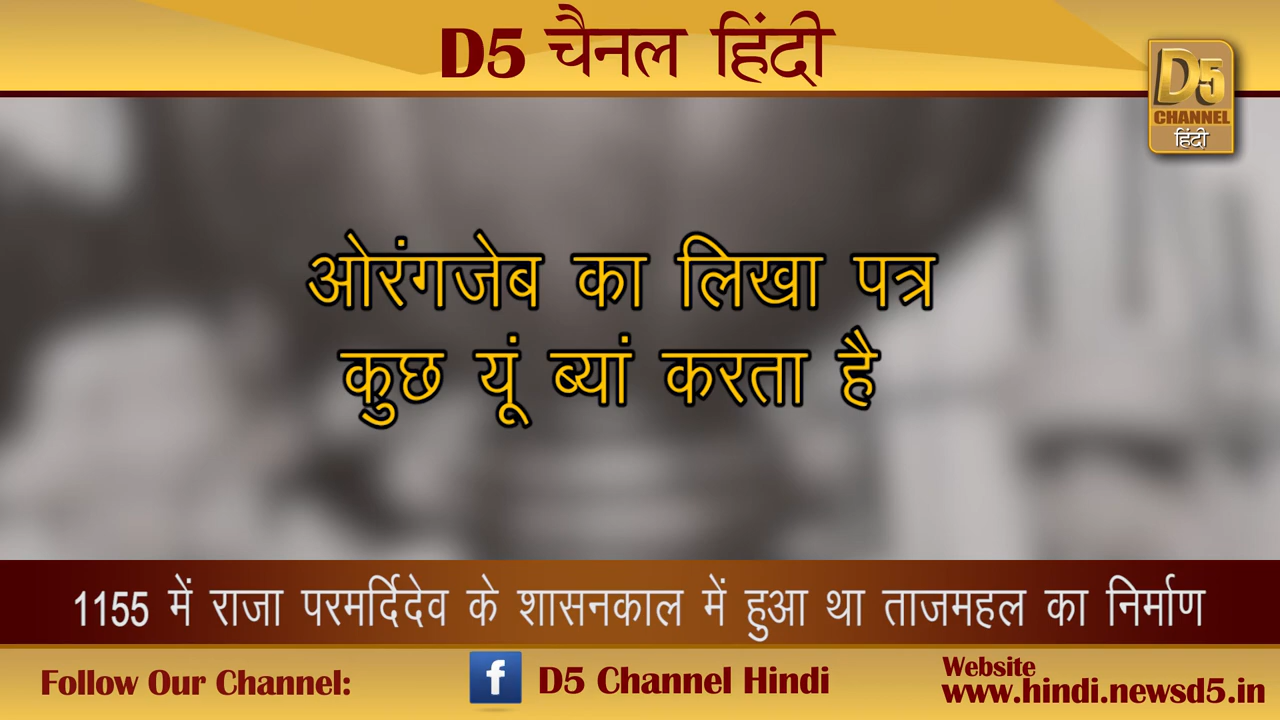 D5 चैनल हिंदी
D5
CHANNEL
हिंदी
ओरंगजेब का लिखा पत्र
कुछ यूं ब्यां करता है
1155 में राजा परमर्दिदेव के शासनकाल में हुआ था ताजमहल का निर्माण
Follow Our Channel:
f
D5 Channel Hindi
Website
www.hindi.newsd5.in